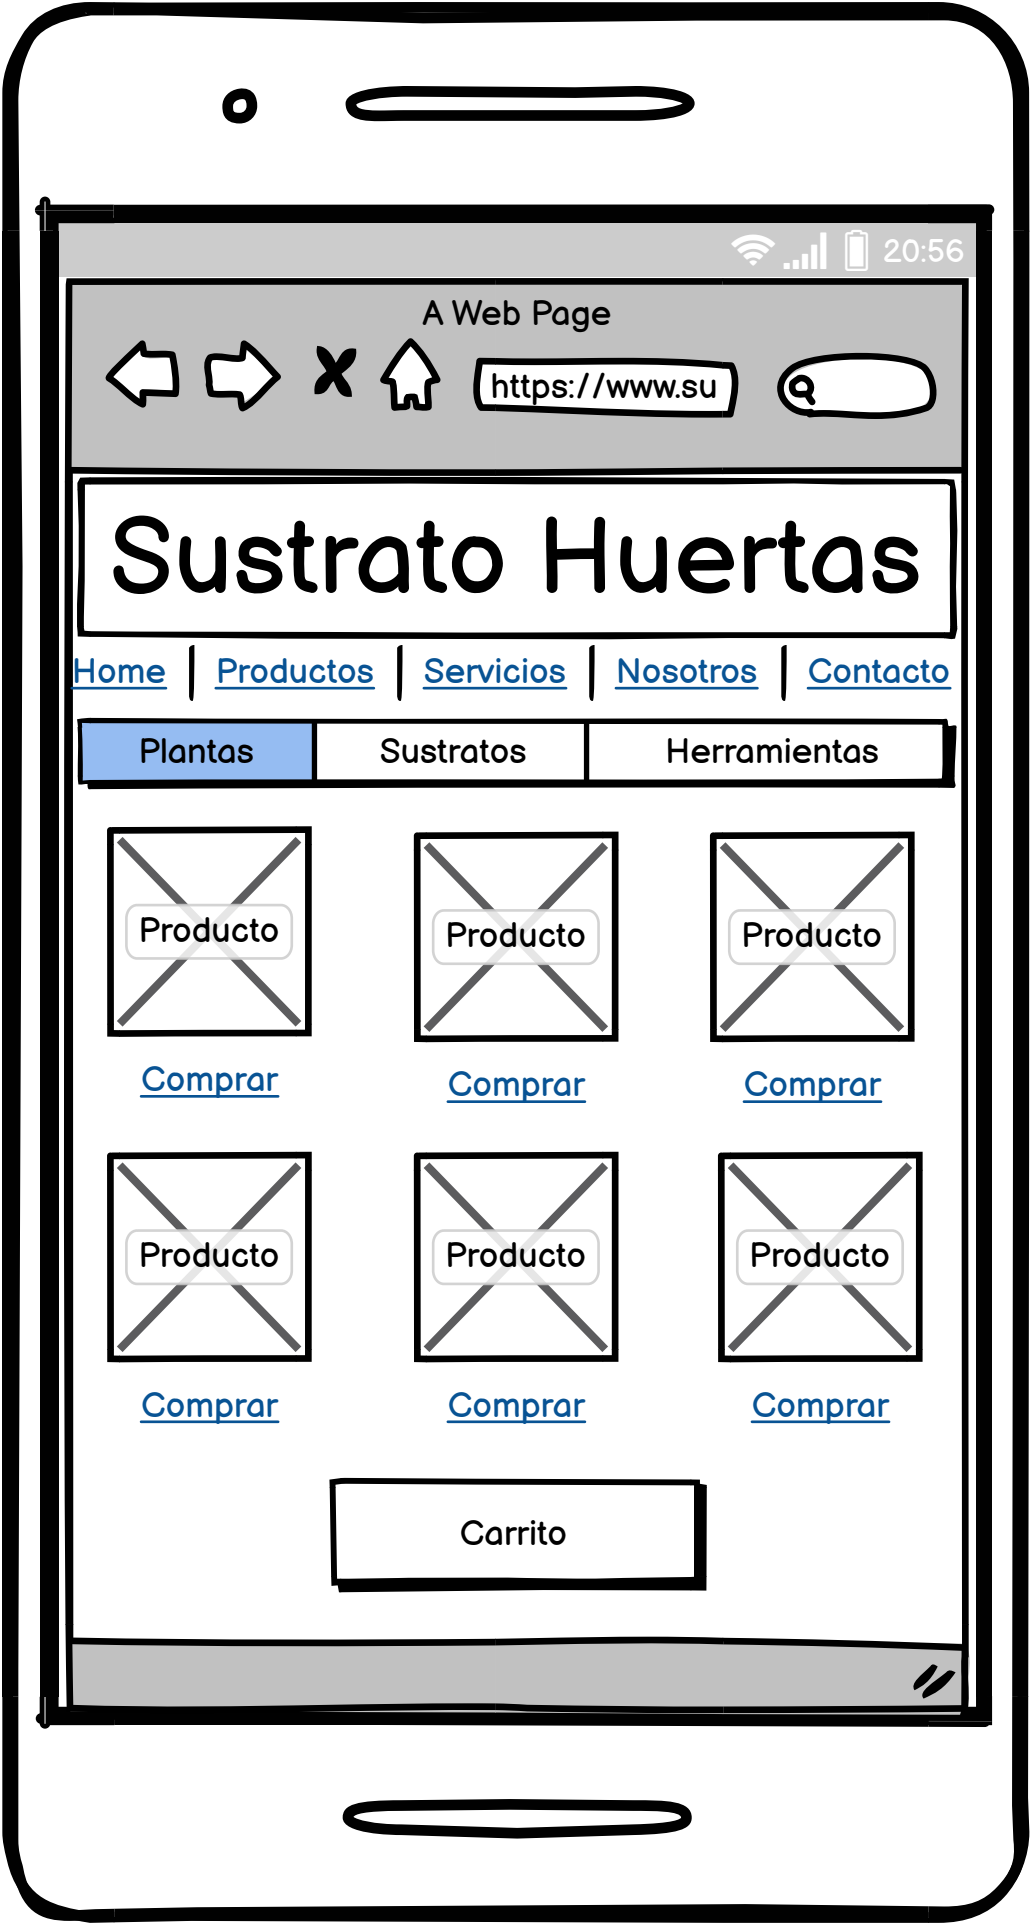 20:56
A Web Page
https://www.su
Sustrato Huertas
Home Productos Servicios Nosotros Contacto
Plantas Sustratos Herramientas
Producto Producto Producto
Comprar Comprar Comprar
Producto Producto Producto
Comprar Comprar Comprar
Carrito